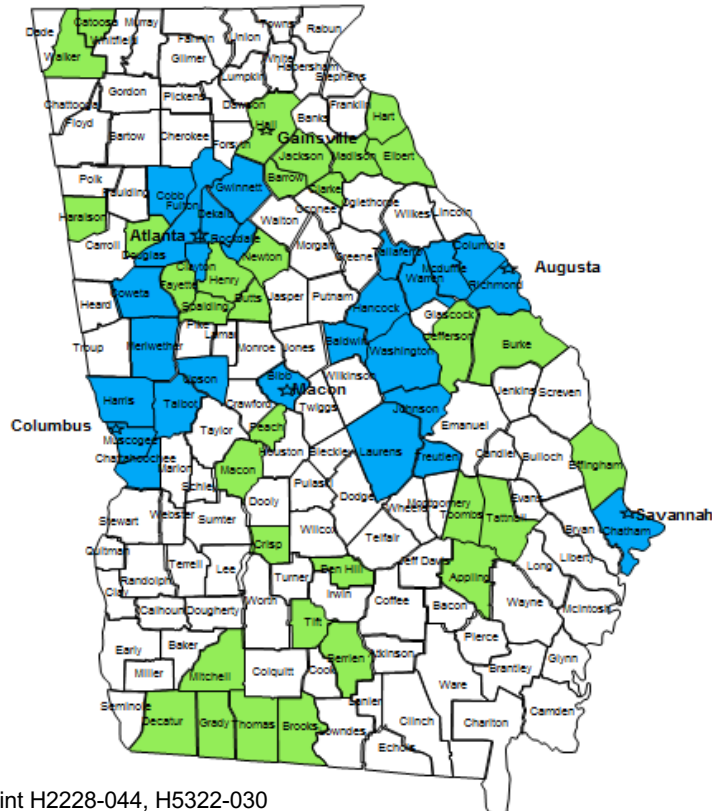 Dade
Catoosa
Murray
Whitfield
Walker
Fannin
Union
Towns
Rabun
Gilmer
White
Habersham
Stephens
Lumpkin
Gordon
Pickens
Dawson
Chattooga
Franklin
Hart
Floyd
Bartow
Cherokee
Forsyth
Hall
Banks
Gainsville
Jackson
Madison
Elbert
Polk
Paulding
Cobb
Fulton
Gwinnett
Barrow
Clarke
Oconee
Oglethorpe
Haralson
Dekalb
Walton
Wilkes
Lincoln
Carroll
Atlanta
Douglas
Rockdale
Newton
Morgan
Greene
Taliaferro
Columbia
Clayton
Fayette
Henry
Mcduffie
Warren
Richmond
Augusta
Heard
Coweta
Spalding
Butts
Jasper
Putnam
Hancock
Glascock
Troup
Meriwether
Pike
Lamar
Monroe
Jones
Baldwin
Washington
Jefferson
Burke
Harris
Talbot
Upson
Bibb
Macon
Wilkinson
Crawford
Twiggs
Johnson
Jenkins
Screven
Columbus
Muscogee
Taylor
Peach
Houston
Bleckley
Laurens
Treutlen
Emanuel
Candler
Bulloch
Effingham
Chattahoochee
Marion
Schley
Macon
Pulaski
Dodge
Wheeler
Montgomery
Toombs
Tattnall
Evans
Stewart
Webster
Sumter
Dooly
Wilcox
Telfair
Bryan
Chatham
Savannah
Quitman
Randolph
Terrell
Lee
Crisp
Turner
Ben Hill
Jeff Davis
Appling
Long
Liberty
Clay
Calhoun
Dougherty
Worth
Irwin
Coffee
Bacon
Wayne
McIntosh
Early
Baker
Tift
Berrien
Atkinson
Pierce
Brantley
Glynn
Miller
Mitchell
Colquitt
Cook
Lanier
Ware
Seminole
Decatur
Grady
Thomas
Brooks
Lowndes
Echols
Clinch
Charlton
Camden
int H2228-044, H5322-030